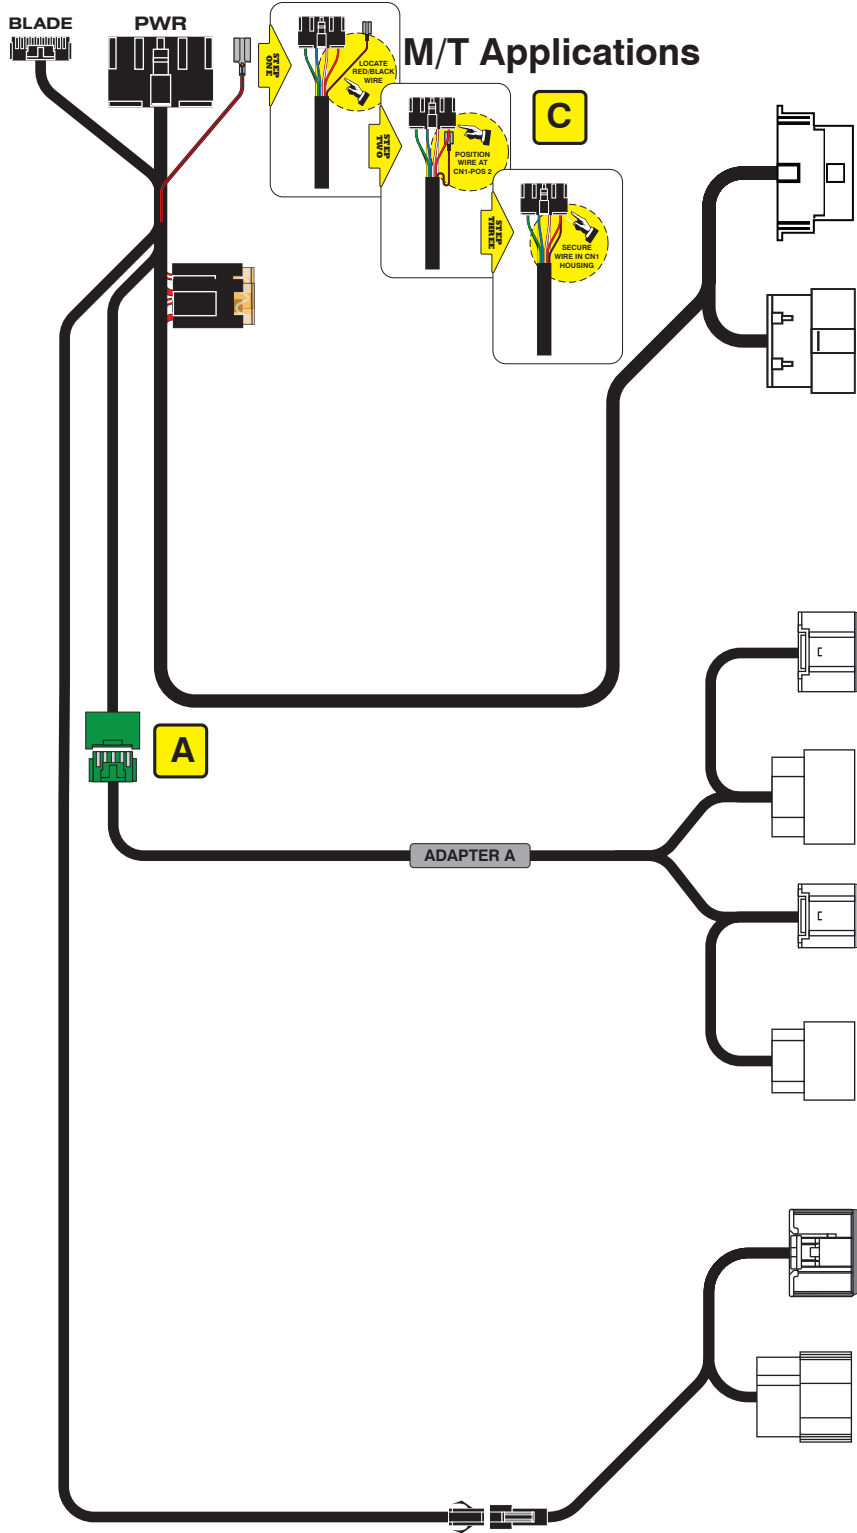 BLADE
PWR
M/T Applications
STEP
ONE
LOCATE
RED/BLACK
WIRE
C
STEP
TWO
POSITION
WIRE AT
CN1-POS 2
STEP
THREE
SECURE
WIRE IN CN1
HOUSING
A
ADAPTER A